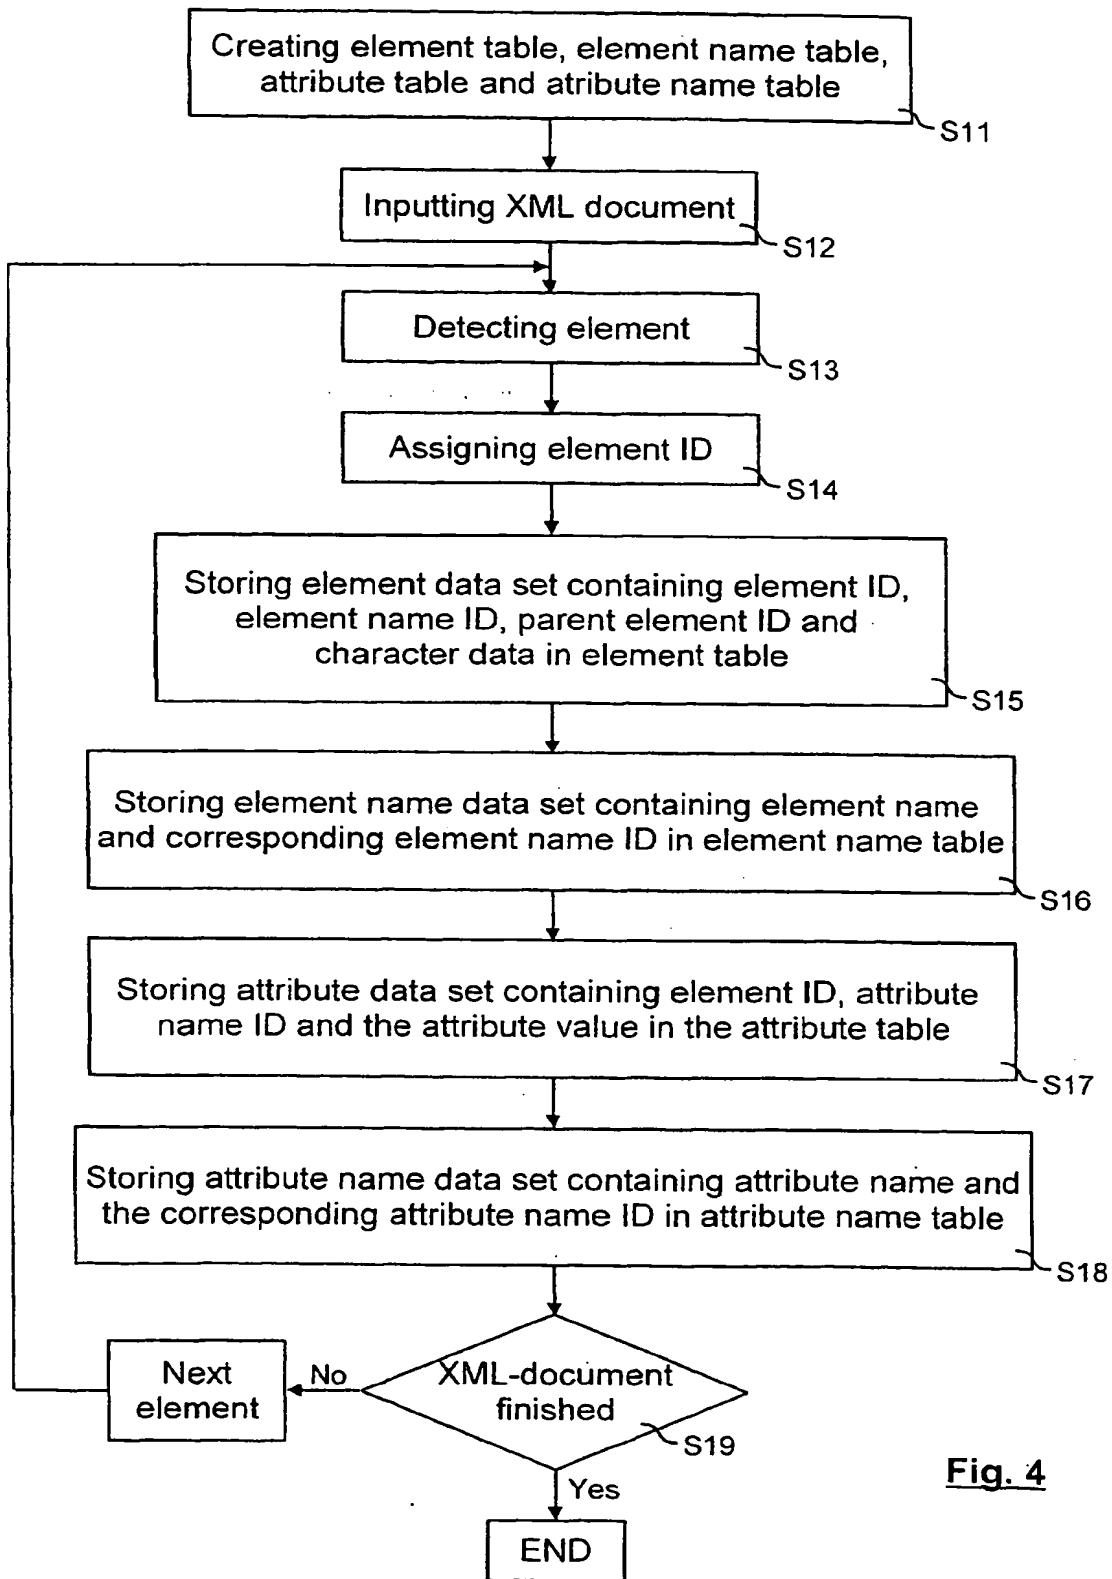 Creating element table, element name table,
attribute table and atribute name table
S11
Inputting XML document
S12
Detecting element
S13
Assigning element ID
S14
Storing element data set containing element ID,
element name ID, parent element ID and
character data in element table
S15
Storing element name data set containing element name
and corresponding element name ID in element name table
S16
Storing attribute data set containing element ID, attribute
name ID and the attribute value in the attribute table
S17
Storing attribute name data set containing attribute name and
the corresponding attribute name ID in attribute name table
S18
XML-document
finished
S19
No
Next
element
Yes
END
Fig. 4